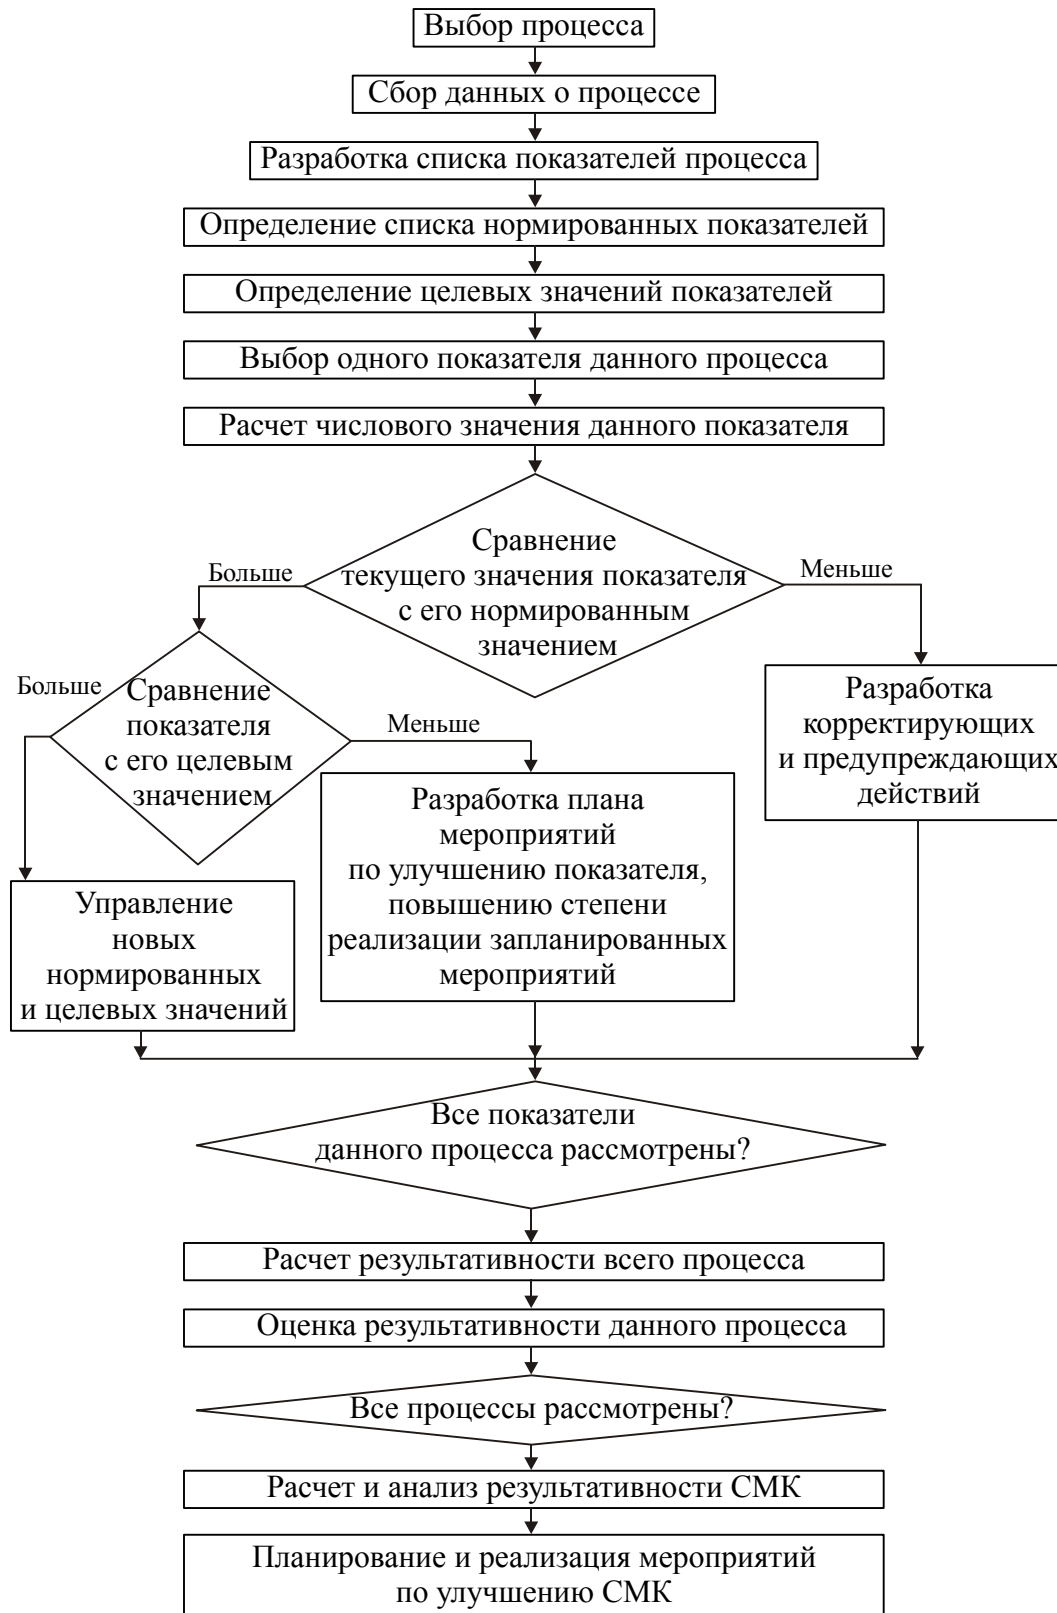 Выбор процесса
Сбор данных о процессе
Разработка списка показателей процесса
Определение списка нормированных показателей
Определение целевых значений показателей
Выбор одного показателя данного процесса
Расчет числового значения данного показателя
Сравнение
текущего значения показателя
с его нормированным
значением
Больше
Меньше
Больше
Сравнение
показателя
с его целевым
значением
Меньше
Разработка
корректирующих
и предупреждающих
действий
Разработка плана
мероприятий
по улучшению показателя,
повышению степени
реализации запланированных
мероприятий
Управление
новых
нормированных
и целевых значений
Все показатели
данного процесса рассмотрены?
Расчет результативности всего процесса
Оценка результативности данного процесса
Все процессы рассмотрены?
Расчет и анализ результативности СМК
Планирование и реализация мероприятий
по улучшению СМК